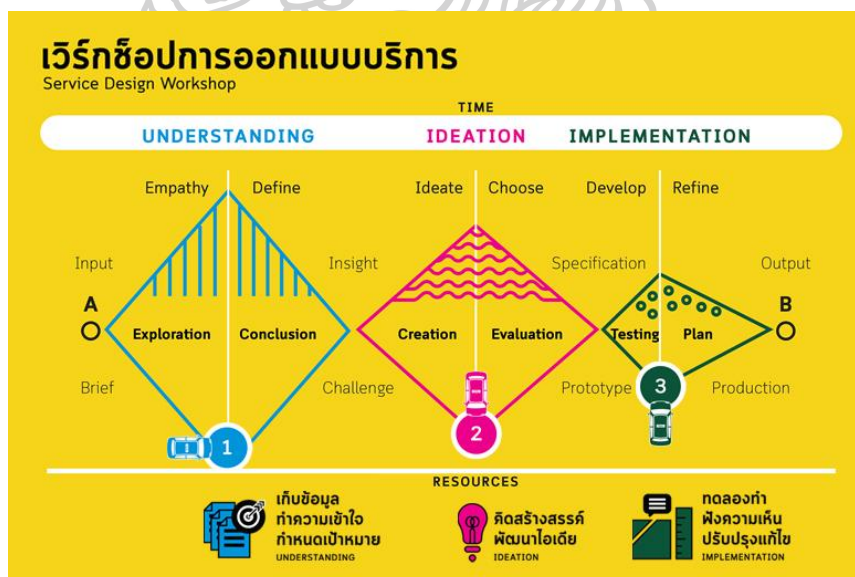 เวิร์กช็อปการออกแบบบริการ
Service Design Workshop
TIME
UNDERSTANDING IDEATION IMPLEMENTATION
Empathy Define Ideate Choose Develop Refine
Input Insight Specification Output
A B
Exploration Conclusion Creation Evaluation Testing Plan
Brief Challenge Prototype 3 Production
1 2
RESOURCES
เก็บข้อมูล
ทำความเข้าใจ
กำหนดเป้าหมาย
UNDERSTANDING
คิดสร้างสรรค์
พัฒนาไอเดีย
IDEATION
ทดลองทำ
ฟังความเห็น
ปรับปรุงแก้ไข
IMPLEMENTATION